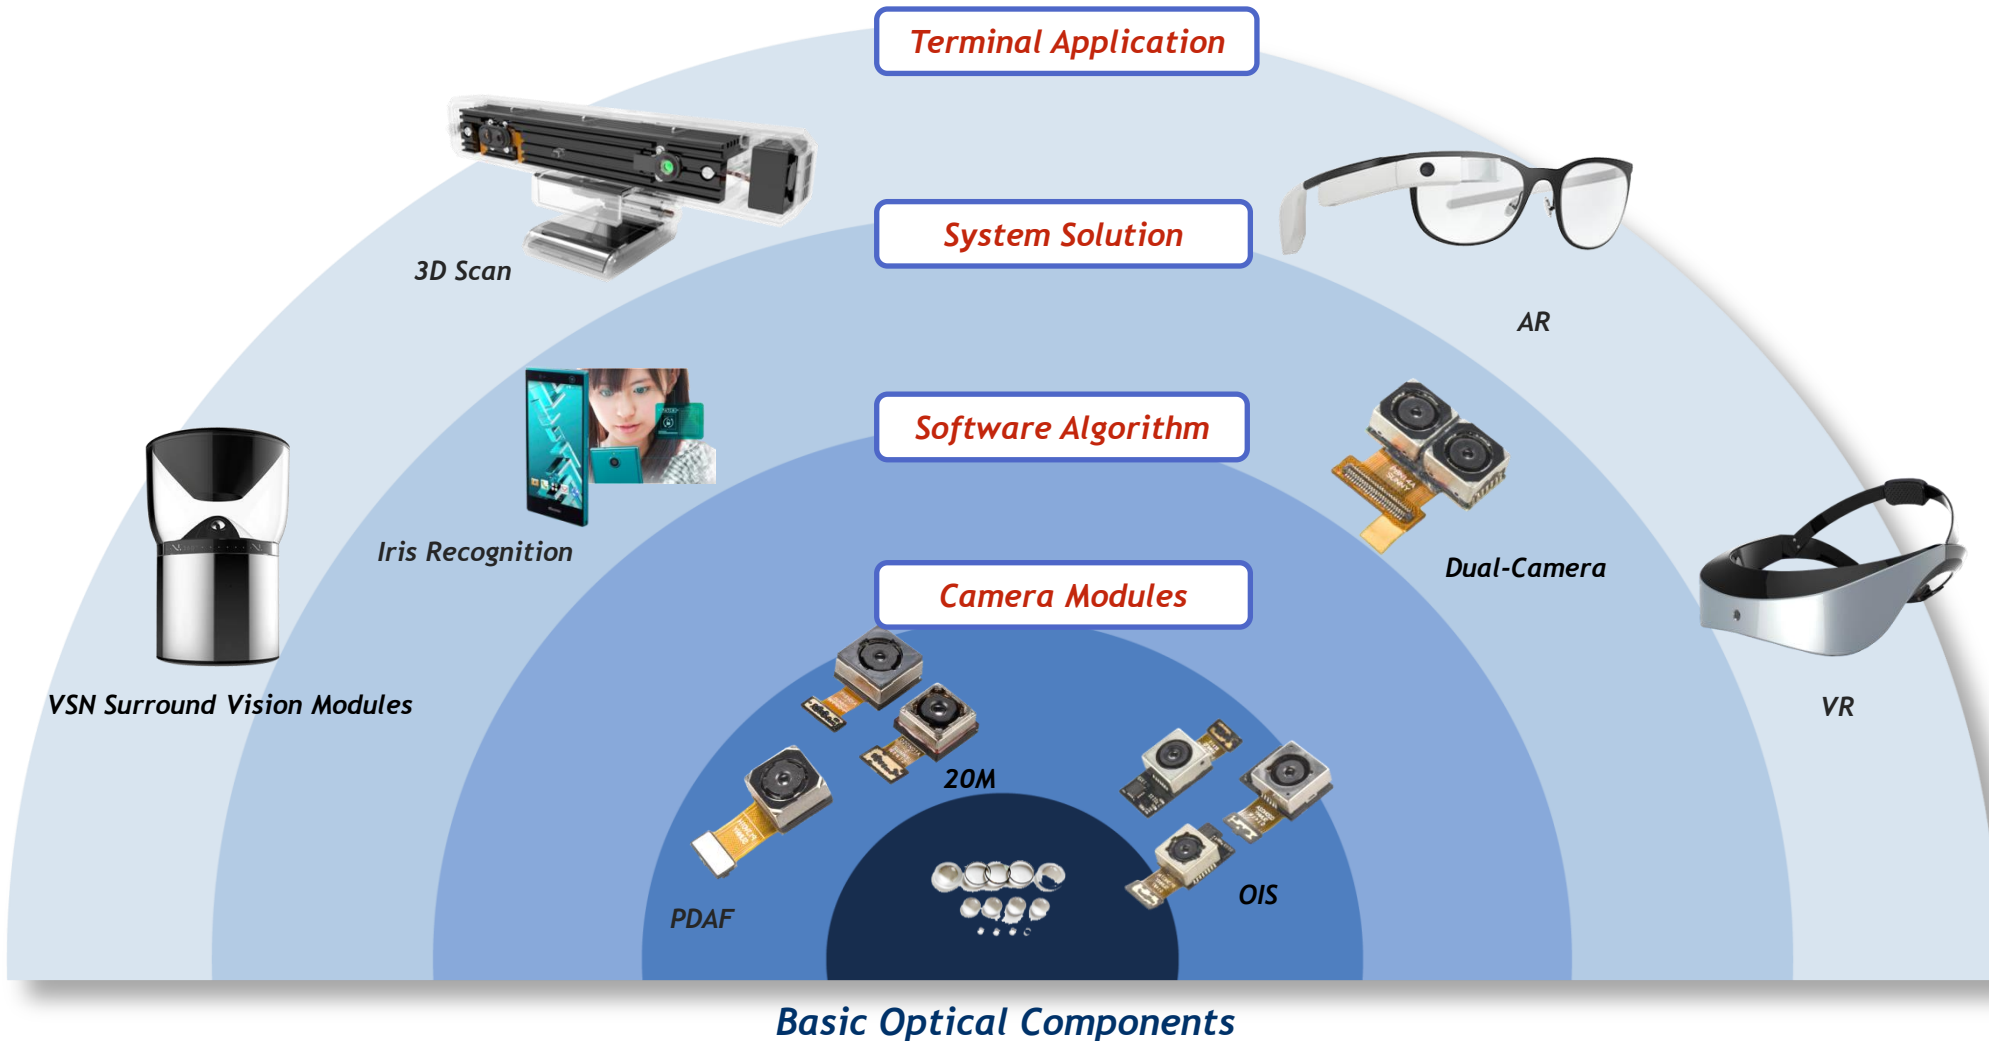 Terminal Application
System Solution
3D Scan
AR
Software Algorithm
Iris Recognition
Dual-Camera
Camera Modules
VSN Surround Vision Modules
VR
20M
OIS
PDAF
SUNNY
Basic Optical Components